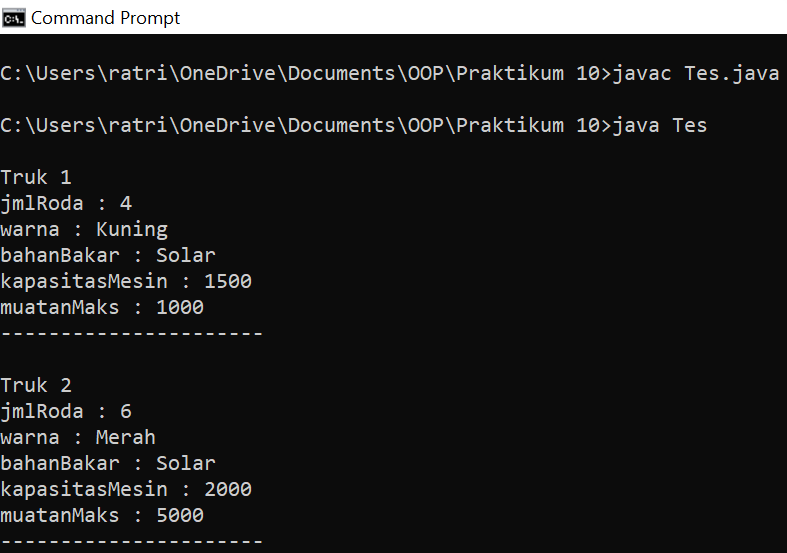 Command Prompt
C:\Users\ratri\OneDrive\Documents\OOP\Praktikum 10>javac Tes.java
C:\Users\ratri\OneDrive\Documents\OOP\Praktikum 10>java Tes
Truk 1
jmlRoda : 4
warna : Kuning
bahanBakar : Solar
kapasitasMesin : 1500
muatanMaks : 1000
----------------------
Truk 2
jmlRoda : 6
warna : Merah
bahanBakar : Solar
kapasitasMesin : 2000
muatanMaks : 5000
----------------------